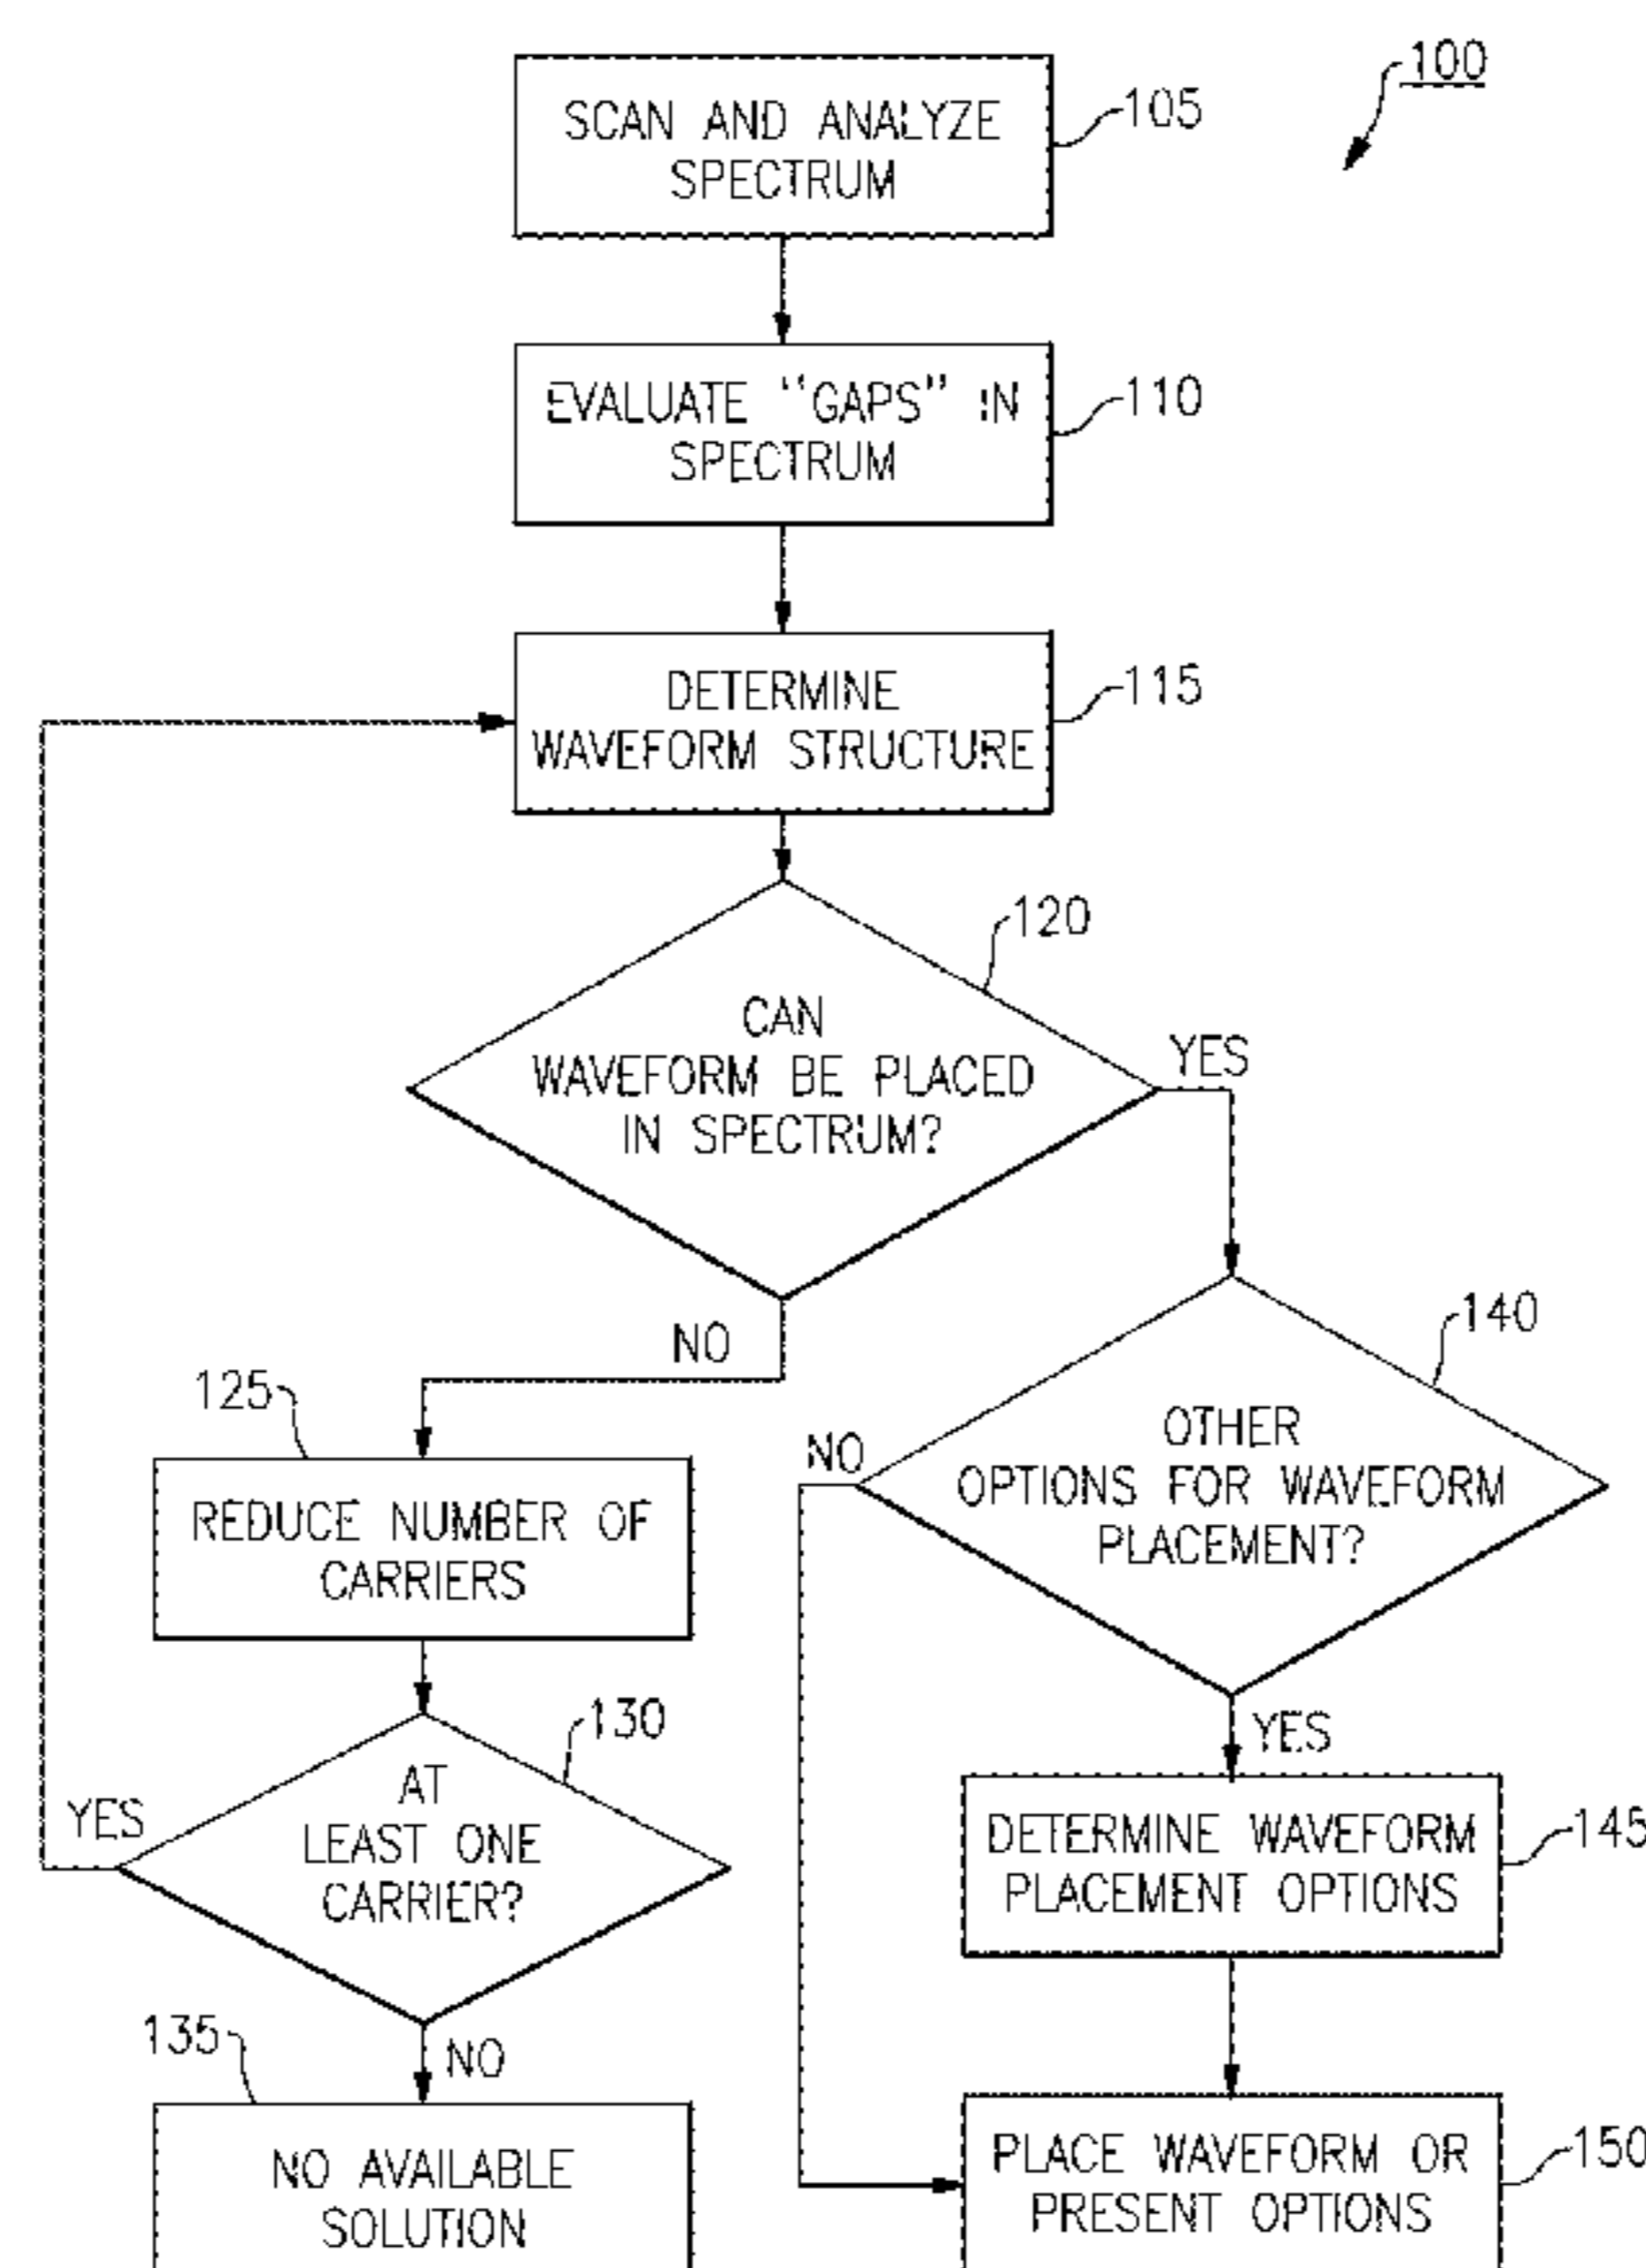 100
SCAN AND ANALYZE
SPECTRUM
105
EVALUATE "GAPS" IN
SPECTRUM
110
DETERMINE
WAVEFORM STRUCTURE
115
120
CAN
WAVEFORM BE PLACED
IN SPECTRUM?
YES
NO
125
REDUCE NUMBER OF
CARRIERS
130
AT
LEAST ONE
CARRIER?
YES
NO
135
NO AVAILABLE
SOLUTION
140
OTHER
OPTIONS FOR WAVEFORM
PLACEMENT?
NO
YES
DETERMINE WAVEFORM
PLACEMENT OPTIONS
145
PLACE WAVEFORM OR
PRESENT OPTIONS
150